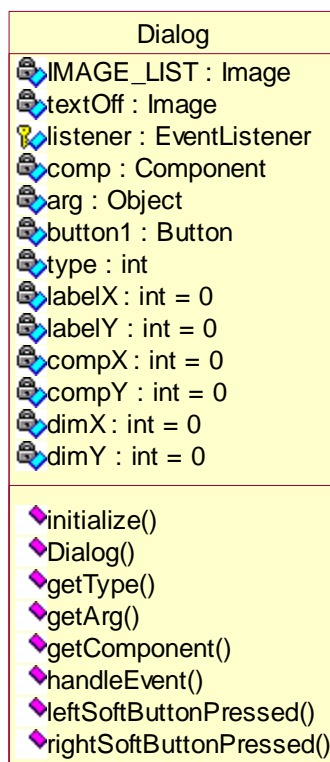 Dialog
IMAGE_LIST : Image
textOff : Image
listener : EventListener
comp : Component
arg : Object
button1 : Button
type : int
labelX : int = 0
labelY : int = 0
compX : int = 0
compY : int = 0
dimX : int = 0
dimY : int = 0
initialize()
Dialog()
getType()
getArg()
getComponent()
handleEvent()
leftSoftButtonPressed()
rightSoftButtonPressed()